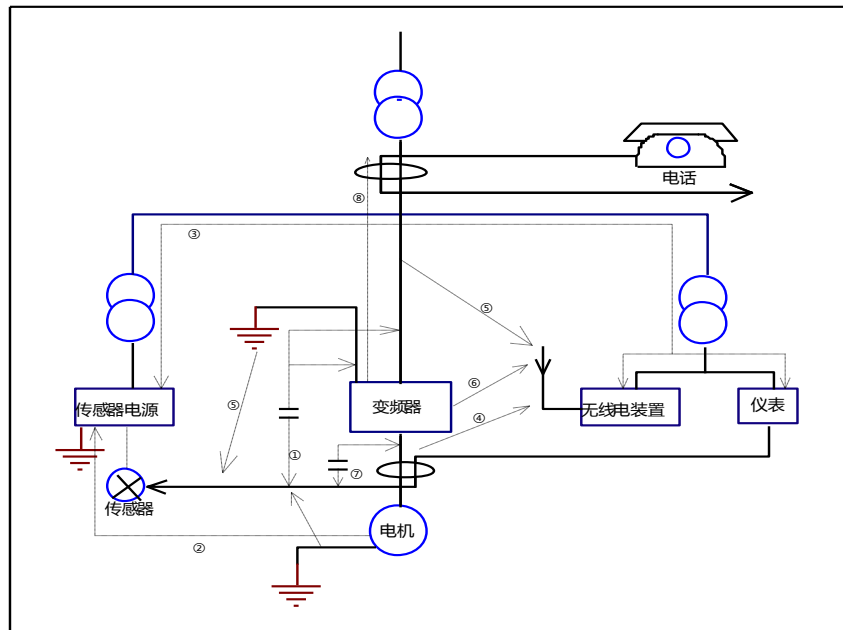 电话
⑧
③
⑤
传感器电源
变频器
⑥
无线电装置
仪表
⑤
④
①
⑦
传感器
电机
②